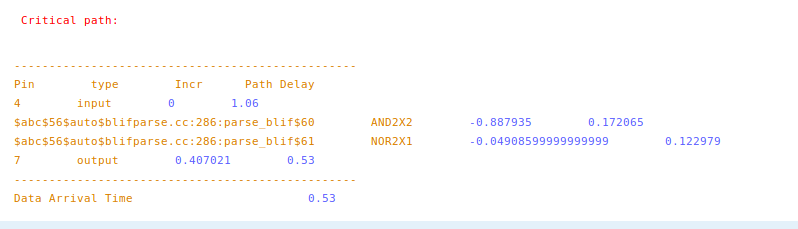 Critical path:
-------------------------------------------------
Pin type Incr Path Delay
4 input 0 1.06
$abc$56$auto$blifparse.cc:286:parse_blif$60 AND2X2 -0.887935 0.172065
$abc$56$auto$blifparse.cc:286:parse_blif$61 NOR2X1 -0.04908599999999999 0.122979
7 output 0.407021 0.53
-------------------------------------------------
Data Arrival Time 0.53